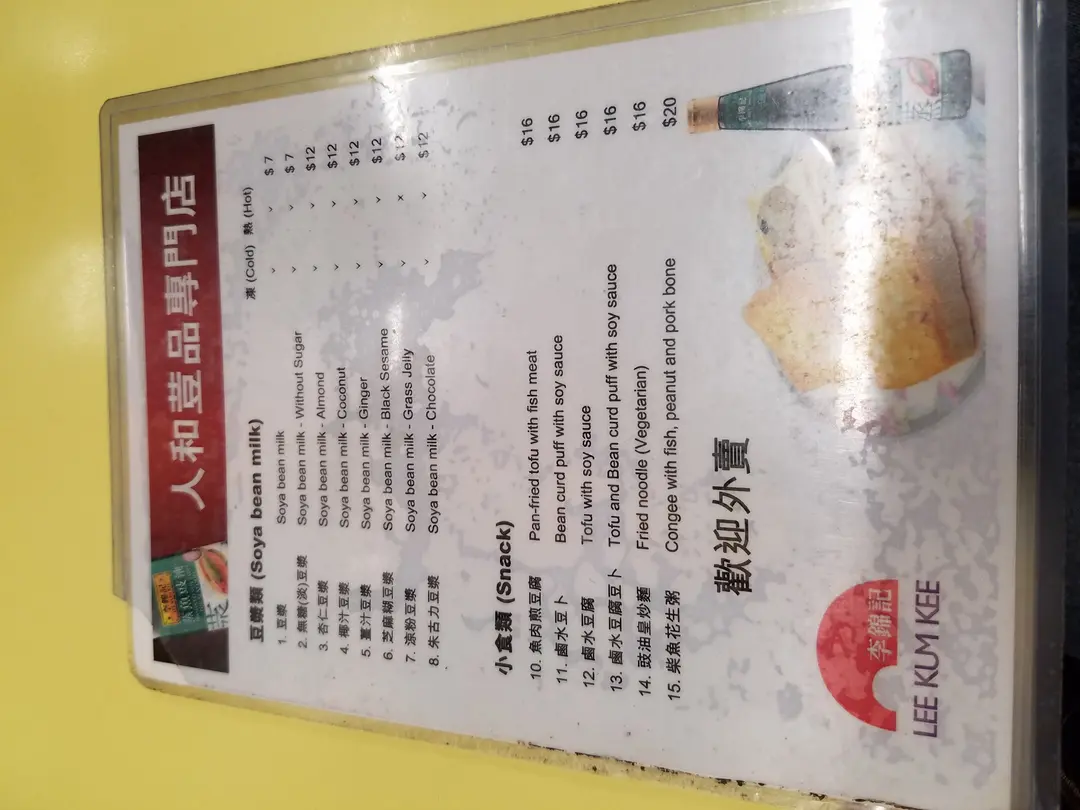 人和荳品專門店
李錦記
凍 (Cold) 熱 (Hot)
豆漿類 (Soya bean milk)
1. 豆漿 Soya bean milk ˅ ˅ $ 7
2. 無糖(淡)豆漿 Soya bean milk - Without Sugar ˅ ˅ $ 7
3. 杏仁豆漿 Soya bean milk - Almond ˅ ˅ $12
4. 椰汁豆漿 Soya bean milk - Coconut ˅ ˅ $12
5. 薑汁豆漿 Soya bean milk - Ginger ˅ ˅ $12
6. 芝麻糊豆漿 Soya bean milk - Black Sesame ˅ ˅ $12
7. 涼粉豆漿 Soya bean milk - Grass Jelly ˅ × $12
8. 朱古力豆漿 Soya bean milk - Chocolate ˅ ˅ $12
小食類 (Snack)
10. 魚肉煎豆腐 Pan-fried tofu with fish meat $16
11. 鹵水豆卜 Bean curd puff with soy sauce $16
12. 鹵水豆腐 Tofu with soy sauce $16
13. 鹵水豆腐豆卜 Tofu and Bean curd puff with soy sauce $16
14. 豉油皇炒麵 Fried noodle (Vegetarian) $16
15. 柴魚花生粥 Congee with fish, peanut and pork bone $20
歡迎外賣
李錦記
LEE KUM KEE